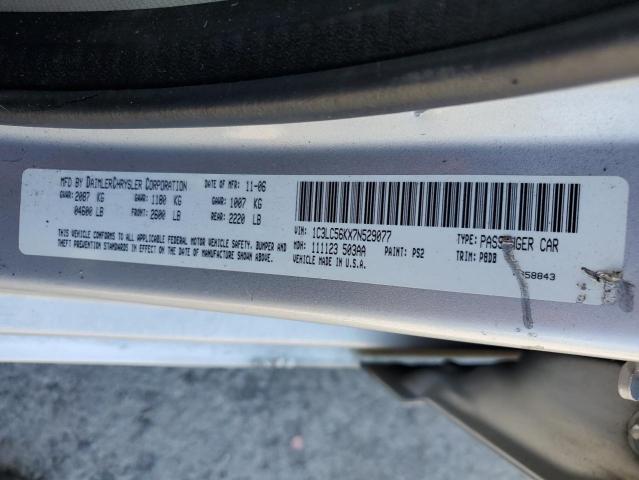 MFD BY DAIMLERCHRYSLER CORPORATION DATE OF MFR 11-06
GVWR: 2087 KG GAWR: 1180 KG GAWR: 1007 KG
04600 LB FRONT: 2600 LB REAR: 2220 LB
THIS VEHICLE CONFORMS TO ALL APPLICABLE FEDERAL MOTOR VEHICLE SAFETY, BUMPER AND
THEFT PREVENTION STANDARDS IN EFFECT ON THE DATE OF MANUFACTURE SHOWN ABOVE.
VIN: 1C3LC56KX7N529077 TYPE: PASSENGER CAR
MDH: 111123 503AA PAINT: PS2 TRIM: P8DB
VEHICLE MADE IN U.S.A. 58843